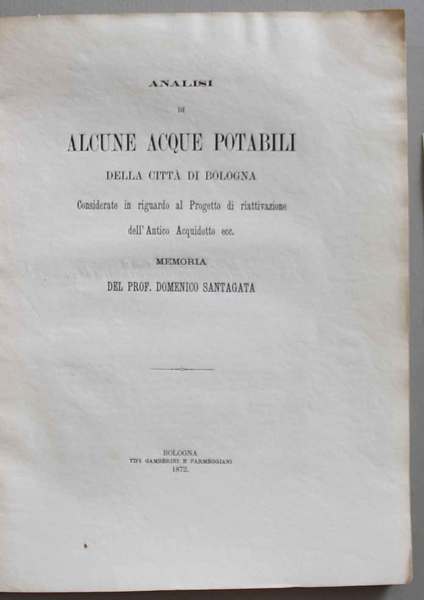 ANALISI
DI
ALCUNE ACQUE POTABILI
DELLA CITTÀ DI BOLOGNA
Considerate in riguardo al Progetto di riattivazione
dell'Antico Acquidotto ecc.
MEMORIA
DEL PROF. DOMENICO SANTAGATA
BOLOGNA
TIPI GAMBERINI E PARMEGGIANI
1872.